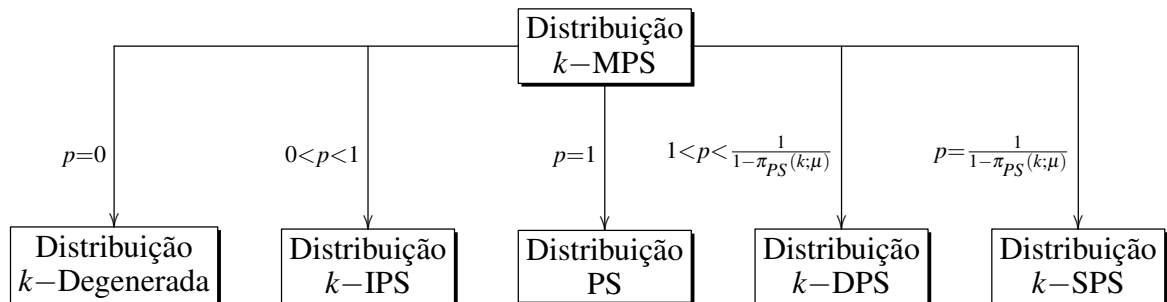 Distribuição
k−MPS
p=0
0<p<1
p=1
1<p<1/(1−π_PS(k;μ))
p=1/(1−π_PS(k;μ))
Distribuição
k−Degenerada
Distribuição
k−IPS
Distribuição
PS
Distribuição
k−DPS
Distribuição
k−SPS